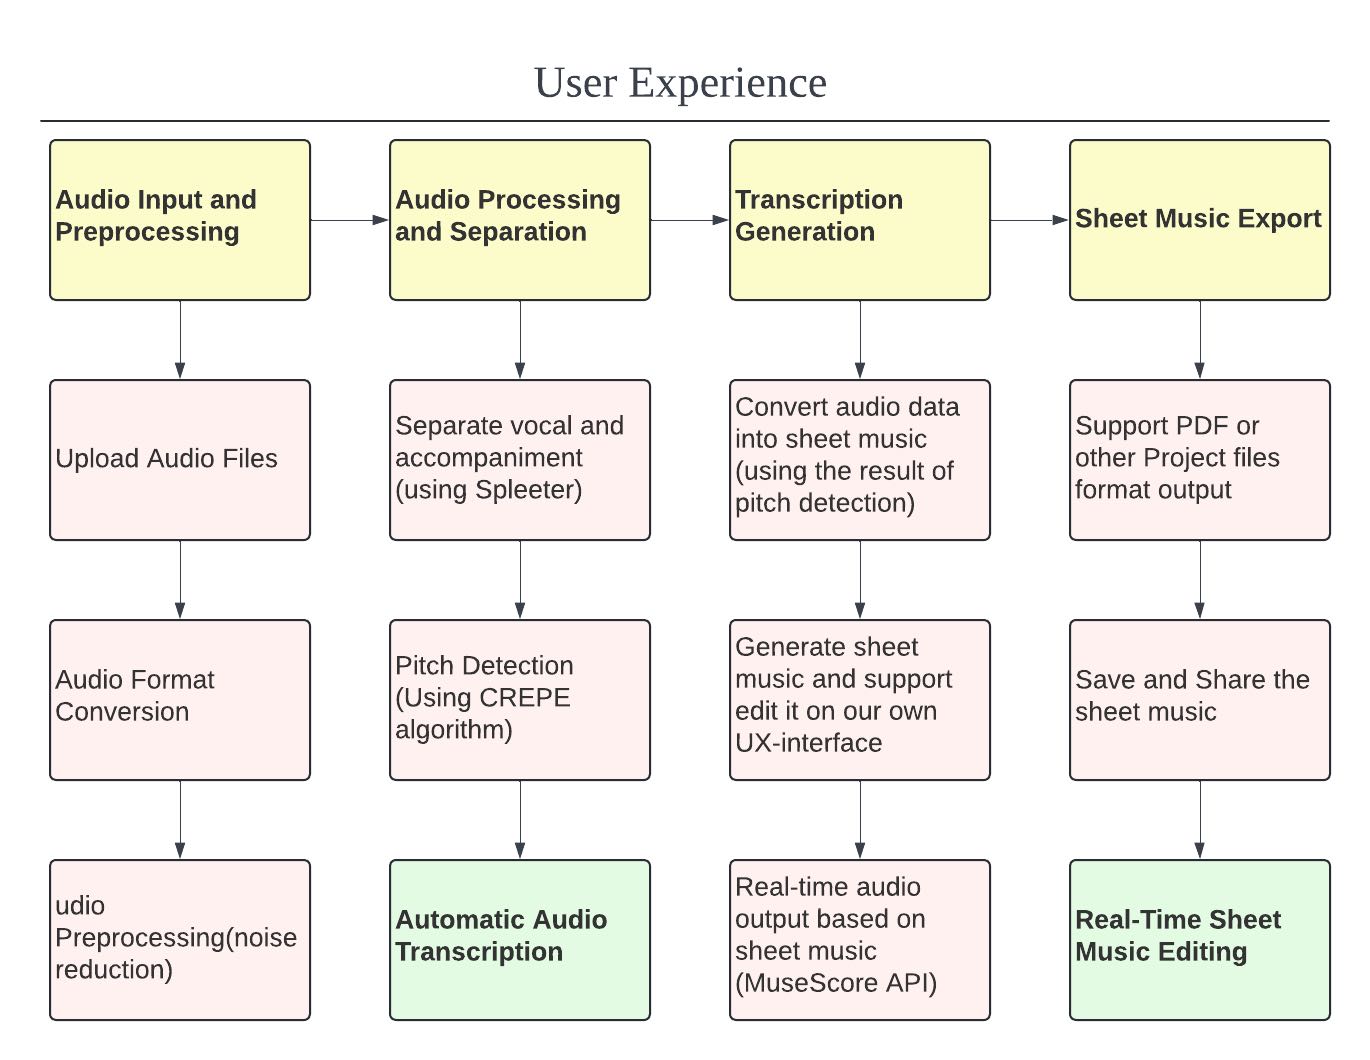 User Experience
Audio Input and
Preprocessing
Audio Processing
and Separation
Transcription
Generation
Sheet Music Export
Upload Audio Files
Separate vocal and
accompaniment
(using Spleeter)
Convert audio data
into sheet music
(using the result of
pitch detection)
Support PDF or
other Project files
format output
Audio Format
Conversion
Pitch Detection
(Using CREPE
algorithm)
Generate sheet
music and support
edit it on our own
UX-interface
Save and Share the
sheet music
udio
Preprocessing(noise
reduction)
Automatic Audio
Transcription
Real-time audio
output based on
sheet music
(MuseScore API)
Real-Time Sheet
Music Editing